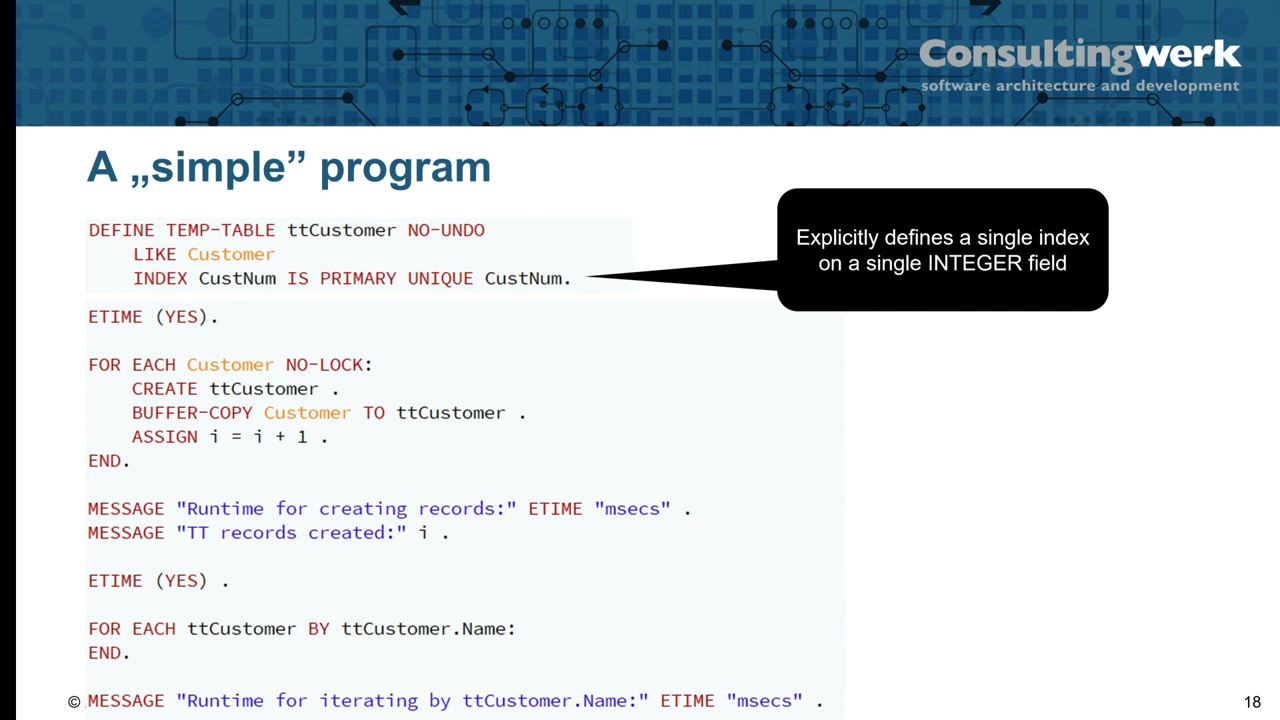 Consultingwerk
software architecture and development
A „simple” program
DEFINE TEMP-TABLE ttCustomer NO-UNDO
    LIKE Customer
    INDEX CustNum IS PRIMARY UNIQUE CustNum.
Explicitly defines a single index
on a single INTEGER field
ETIME (YES).
FOR EACH Customer NO-LOCK:
    CREATE ttCustomer .
    BUFFER-COPY Customer TO ttCustomer .
    ASSIGN i = i + 1 .
END.
MESSAGE "Runtime for creating records:" ETIME "msecs" .
MESSAGE "TT records created:" i .
ETIME (YES) .
FOR EACH ttCustomer BY ttCustomer.Name:
END.
© MESSAGE "Runtime for iterating by ttCustomer.Name:" ETIME "msecs" .
18